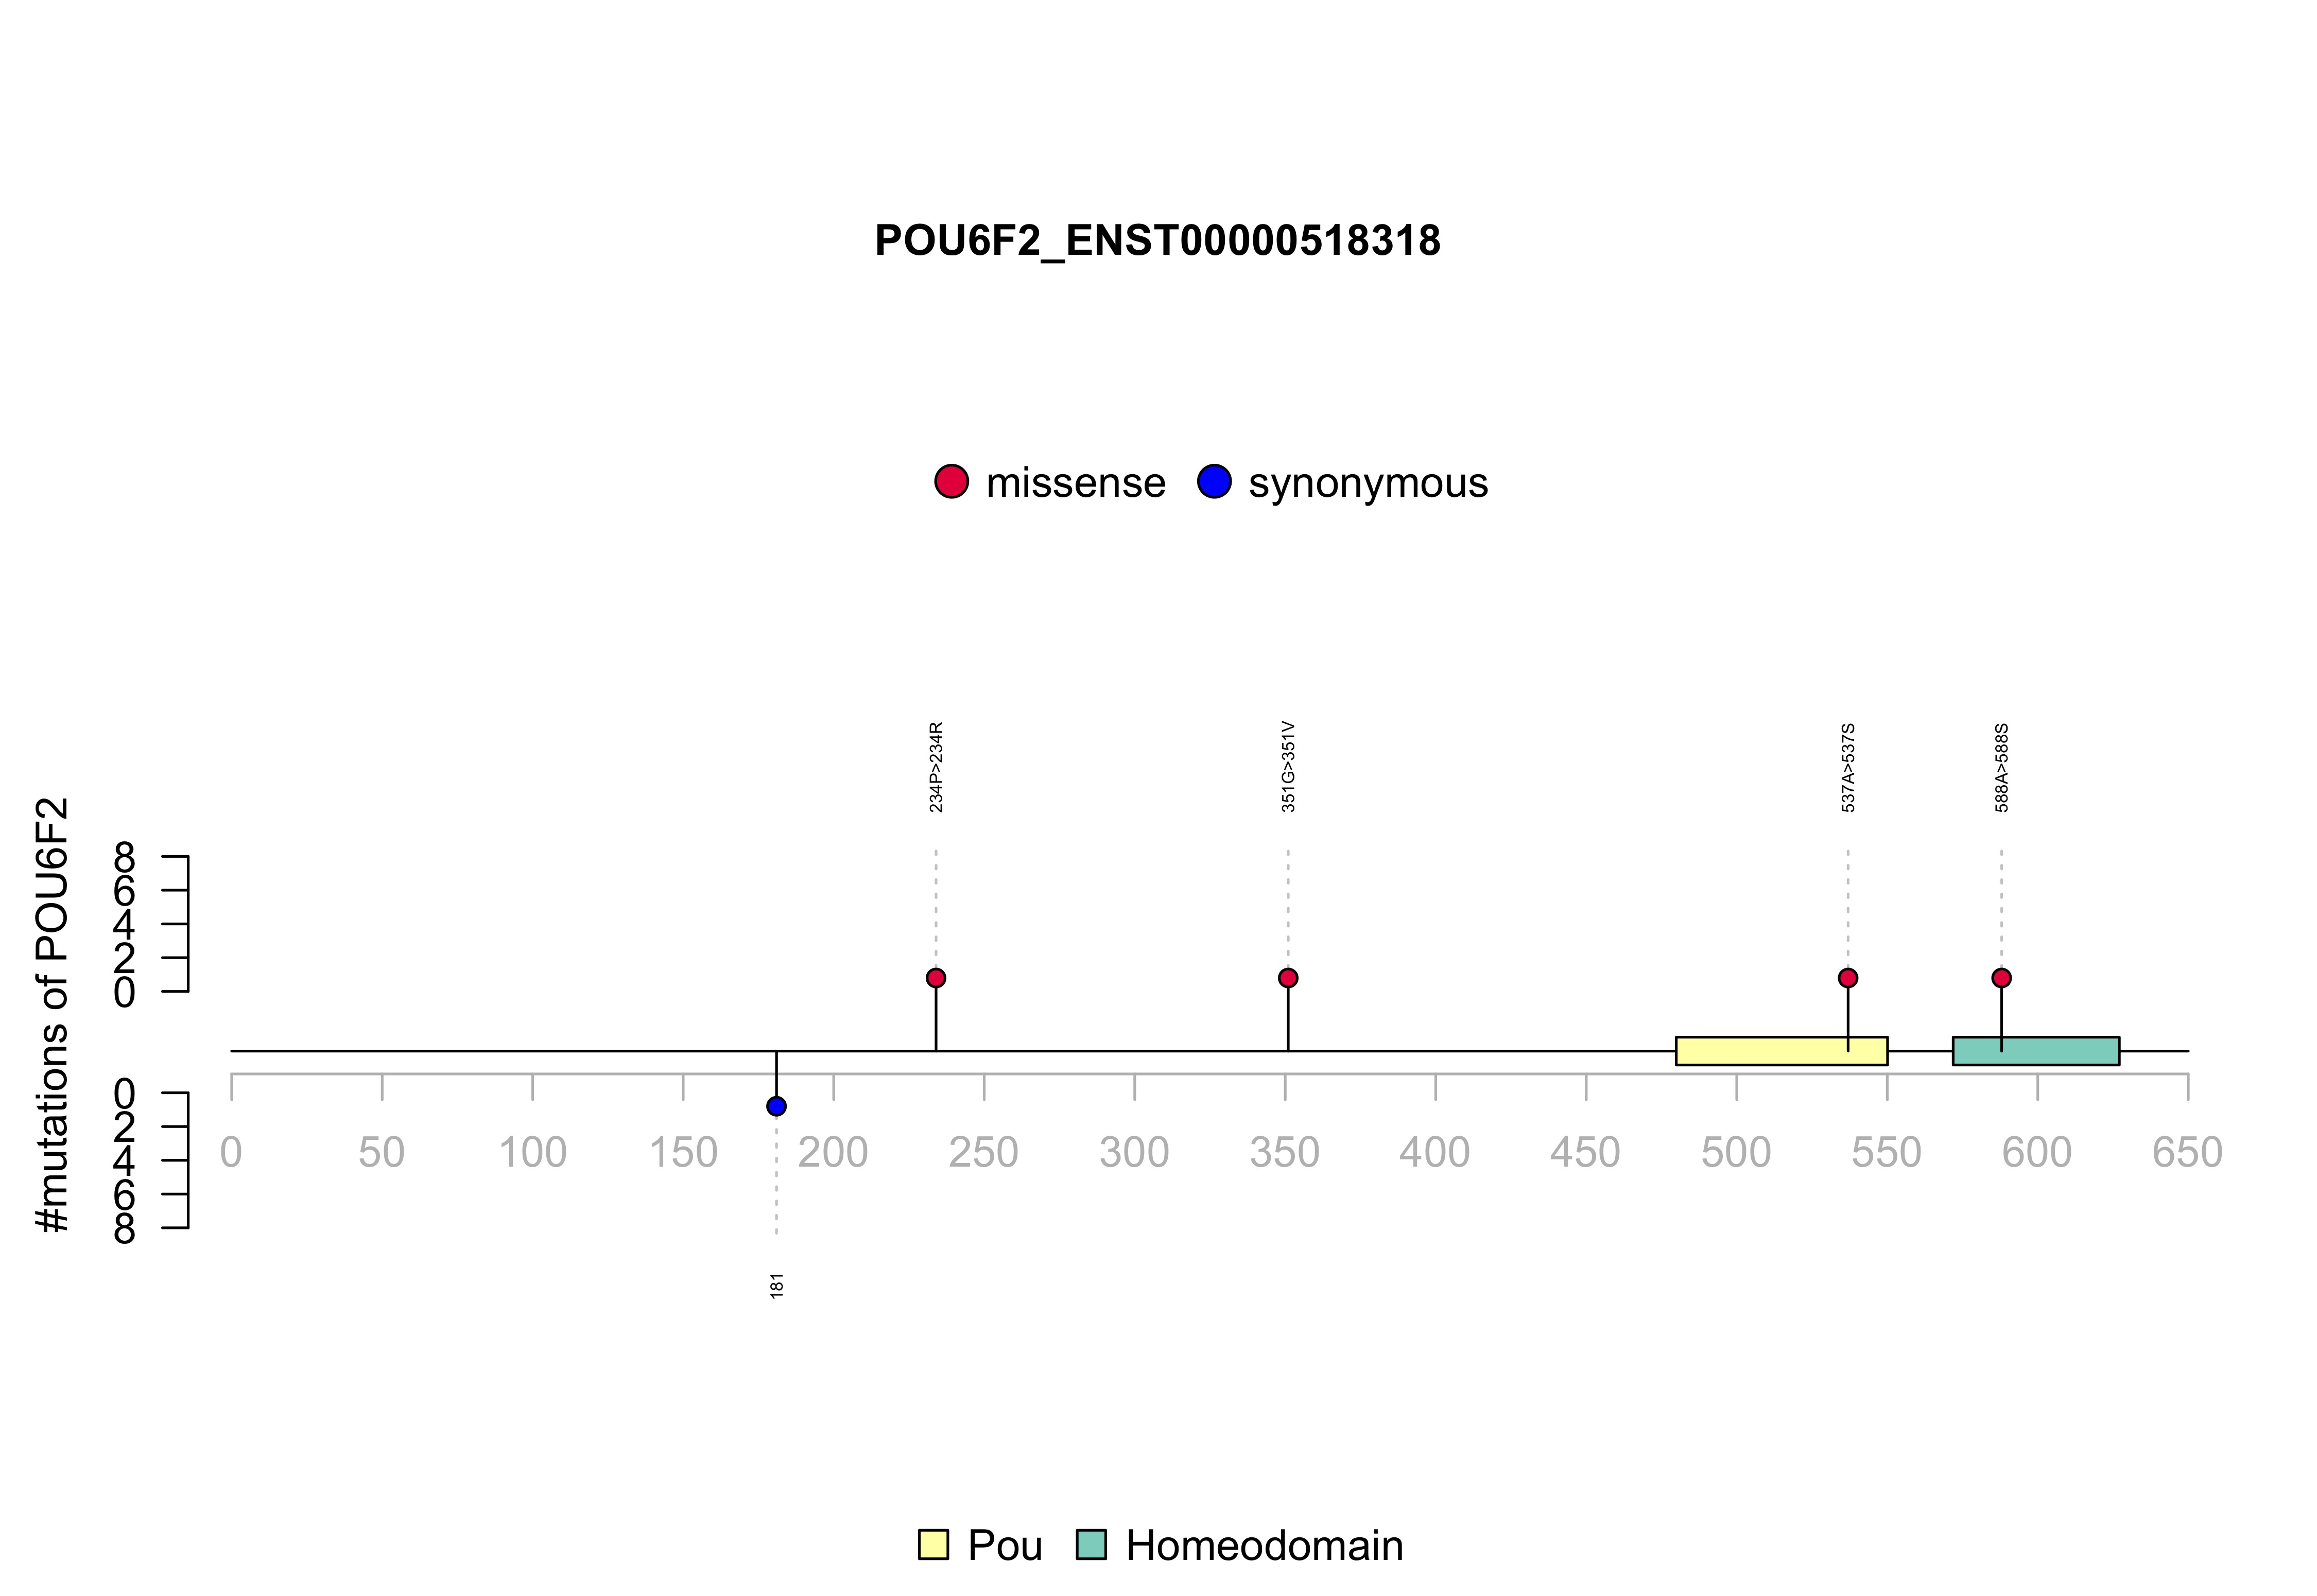 POU6F2_ENST00000518318
missense synonymous
234P>234R
351G>351V
537A>537S
588A>588S
#mutations of POU6F2
8
6
4
2
0
0
2
4
6
8
0 50 100 150 200 250 300 350 400 450 500 550 600 650
181
Pou Homeodomain